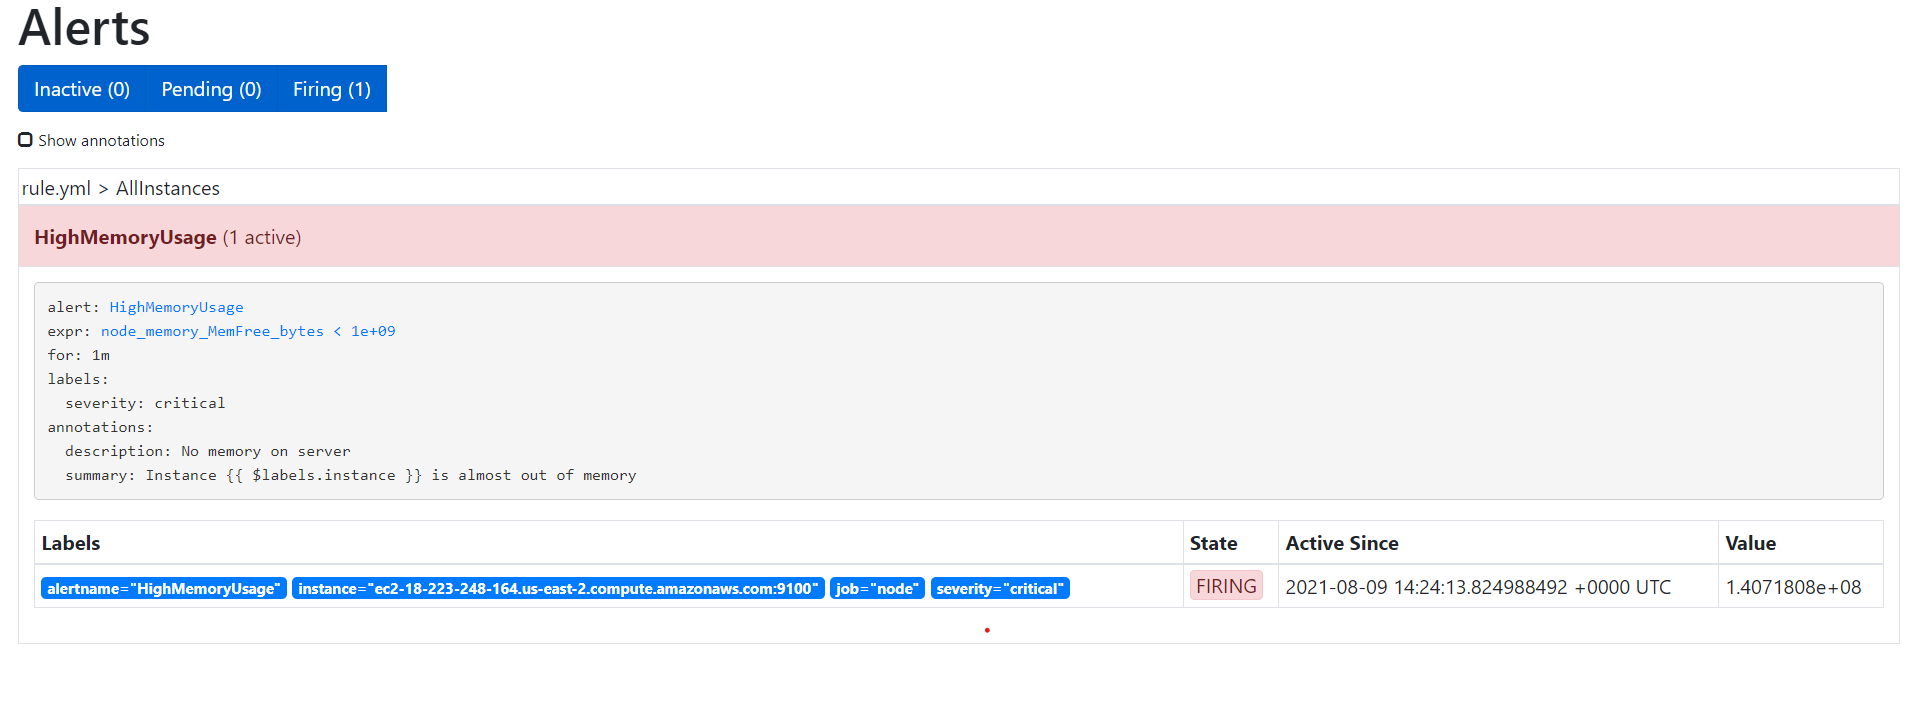 Alerts
Inactive (0) Pending (0) Firing (1)
Show annotations
rule.yml > AllInstances
HighMemoryUsage (1 active)
alert: HighMemoryUsage
expr: node_memory_MemFree_bytes < 1e+09
for: 1m
labels:
  severity: critical
annotations:
  description: No memory on server
  summary: Instance {{ $labels.instance }} is almost out of memory
Labels State Active Since Value
alertname="HighMemoryUsage" instance="ec2-18-223-248-164.us-east-2.compute.amazonaws.com:9100" job="node" severity="critical" FIRING 2021-08-09 14:24:13.824988492 +0000 UTC 1.4071808e+08